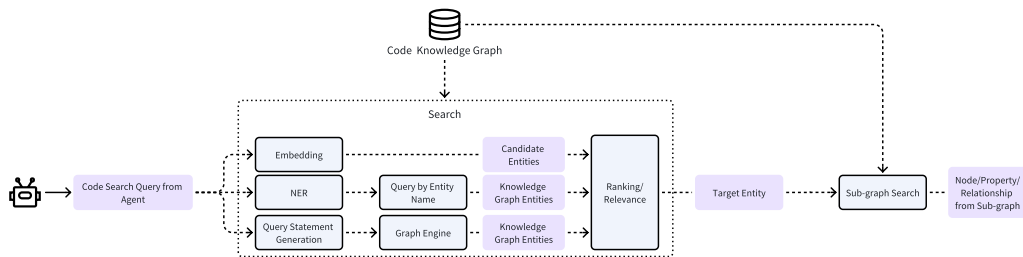 Code Knowledge Graph
Search
Code Search Query from
Agent
Embedding
Candidate
Entities
NER
Query by Entity
Name
Knowledge
Graph Entities
Query Statement
Generation
Graph Engine
Knowledge
Graph Entities
Ranking/
Relevance
Target Entity
Sub-graph Search
Node/Property/
Relationship
from Sub-graph